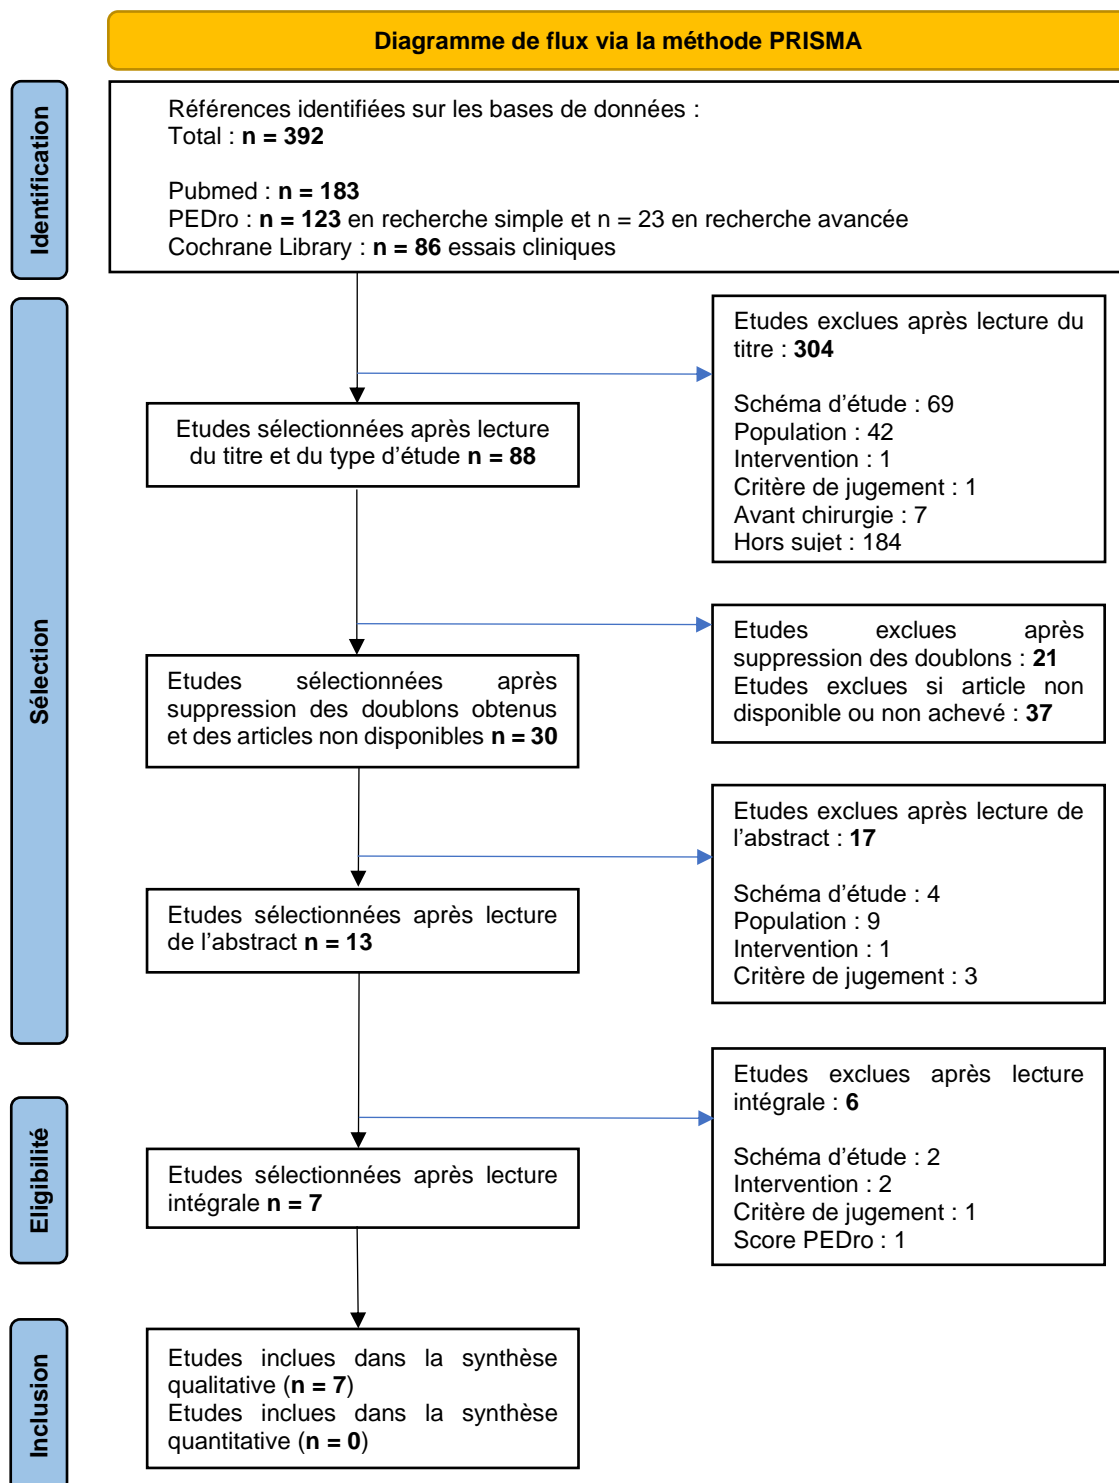 Diagramme de flux via la méthode PRISMA
Identification
Références identifiées sur les bases de données :
Total : n = 392
Pubmed : n = 183
PEDro : n = 123 en recherche simple et n = 23 en recherche avancée
Cochrane Library : n = 86 essais cliniques
Sélection
Etudes exclues après lecture du
titre : 304
Schéma d’étude : 69
Population : 42
Intervention : 1
Critère de jugement : 1
Avant chirurgie : 7
Hors sujet : 184
Etudes sélectionnées après lecture
du titre et du type d’étude n = 88
Etudes exclues après
suppression des doublons : 21
Etudes exclues si article non
disponible ou non achevé : 37
Etudes sélectionnées après
suppression des doublons obtenus
et des articles non disponibles n = 30
Etudes exclues après lecture de
l’abstract : 17
Schéma d’étude : 4
Population : 9
Intervention : 1
Critère de jugement : 3
Etudes sélectionnées après lecture
de l’abstract n = 13
Eligibilité
Etudes exclues après lecture
intégrale : 6
Schéma d’étude : 2
Intervention : 2
Critère de jugement : 1
Score PEDro : 1
Etudes sélectionnées après lecture
intégrale n = 7
Inclusion
Etudes inclues dans la synthèse
qualitative (n = 7)
Etudes inclues dans la synthèse
quantitative (n = 0)